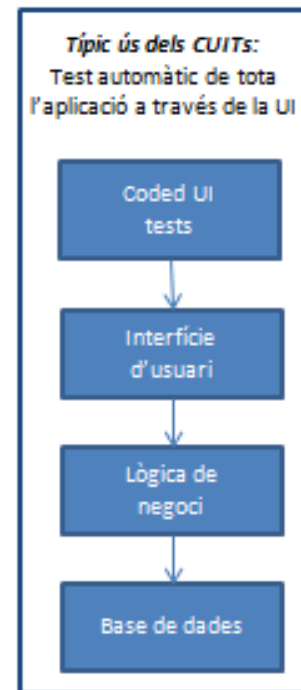 Típic ús dels CUITs:
Test automàtic de tota
l'aplicació a través de la UI
Coded UI
tests
Interfície
d'usuari
Lògica de
negoci
Base de dades